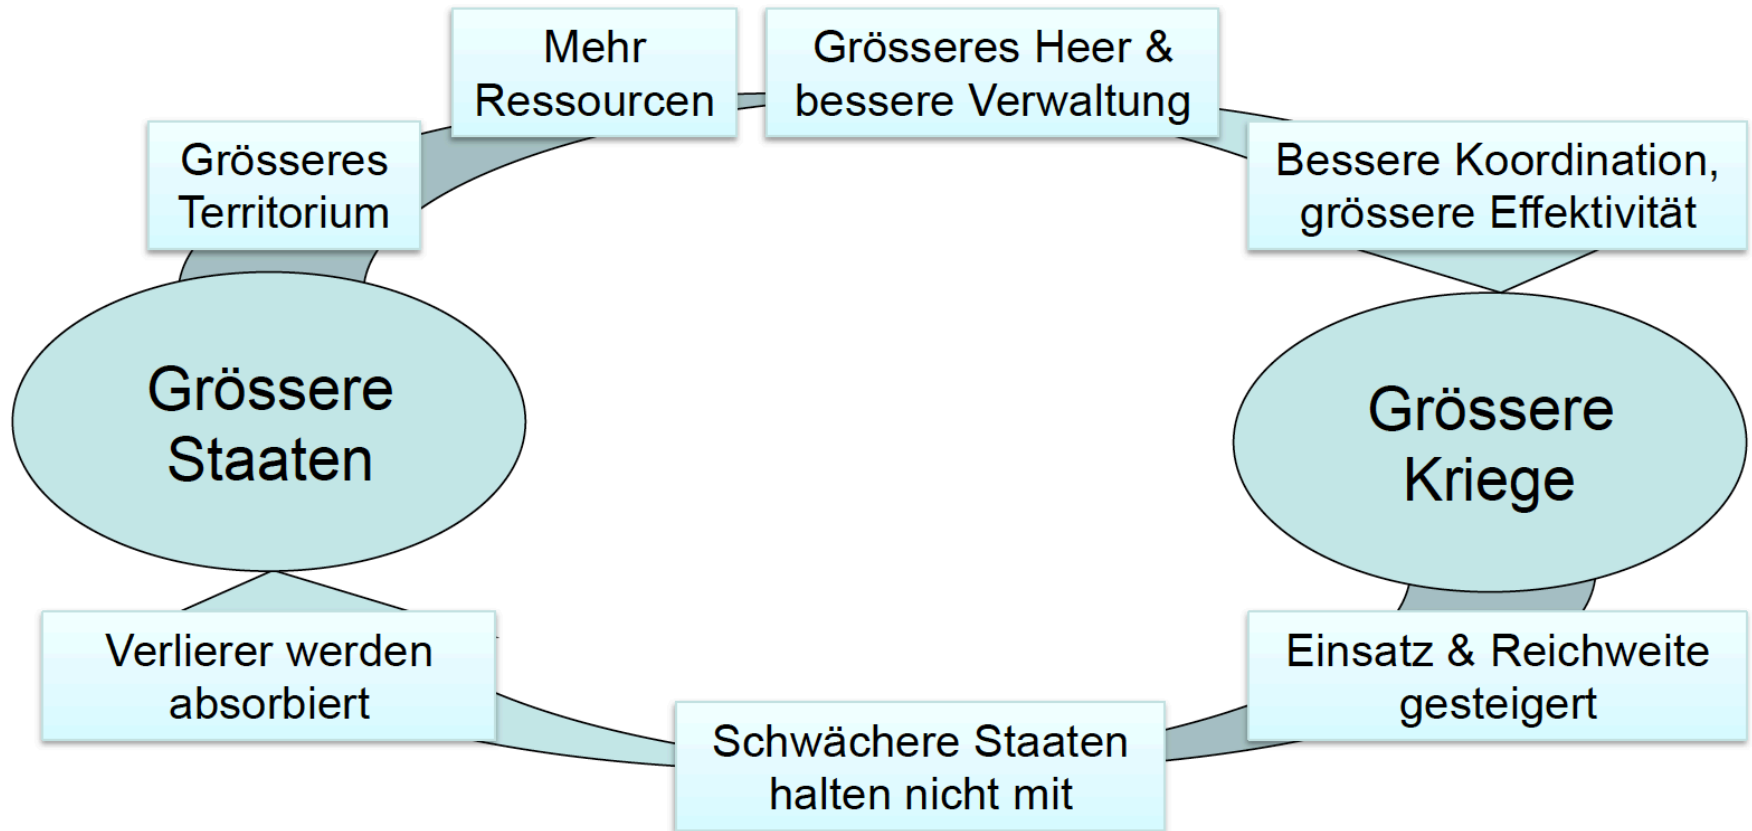 Mehr
Ressourcen
Grösseres Heer &
bessere Verwaltung
Grösseres
Territorium
Bessere Koordination,
grössere Effektivität
Grössere
Staaten
Grössere
Kriege
Verlierer werden
absorbiert
Einsatz & Reichweite
gesteigert
Schwächere Staaten
halten nicht mit